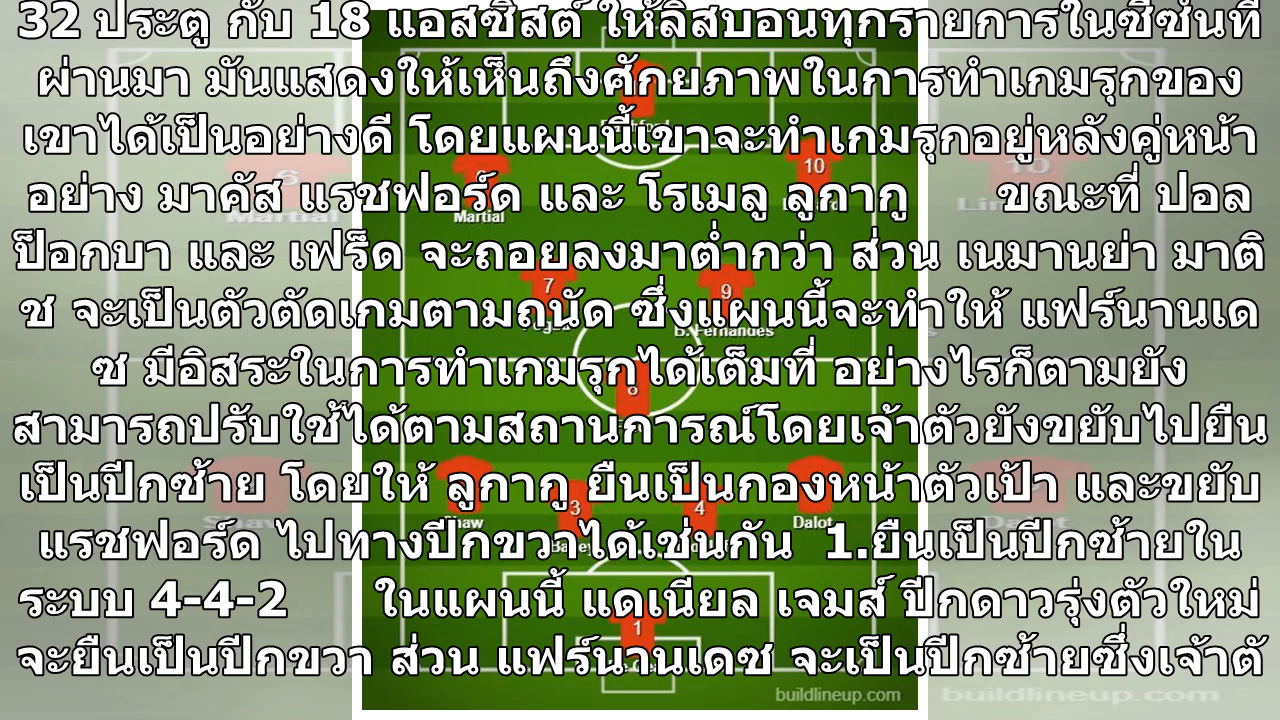 32 ประตู กับ 18 แอสซิสต์ ให้ลิสบอนทุกรายการในซีซั่นที่
ผ่านมา มันแสดงให้เห็นถึงศักยภาพในการทำเกมรุกของ
เขาได้เป็นอย่างดี โดยแผนนี้เขาจะทำเกมรุกอยู่หลังคู่หน้า
อย่าง มาคัส แรชฟอร์ด และ โรเมลู ลูกากู ขณะที่ ปอล
ป็อกบา และ เฟร็ด จะถอยลงมาต่ำกว่า ส่วน เนมานย่า มาติ
ช จะเป็นตัวตัดเกมตามถนัด ซึ่งแผนนี้จะทำให้ แฟร์นานเด
ซ มีอิสระในการทำเกมรุกได้เต็มที่ อย่างไรก็ตามยัง
สามารถปรับใช้ได้ตามสถานการณ์โดยเจ้าตัวยังขยับไปยืน
เป็นปีกซ้าย โดยให้ ลูกากู ยืนเป็นกองหน้าตัวเป้า และขยับ
แรชฟอร์ด ไปทางปีกขวาได้เช่นกัน 1.ยืนเป็นปีกซ้ายใน
ระบบ 4-4-2 ในแผนนี้ แดเนียล เจมส์ ปีกดาวรุ่งตัวใหม่
จะยืนเป็นปีกขวา ส่วน แฟร์นานเดซ จะเป็นปีกซ้ายซึ่งเจ้าตั
6
Martial
10
Martial
10
7
9
B. Fernandes
8
Shaw
3
4
Dalot
Shaw
Dalot
1
buildlineup.com
buildlineup.com